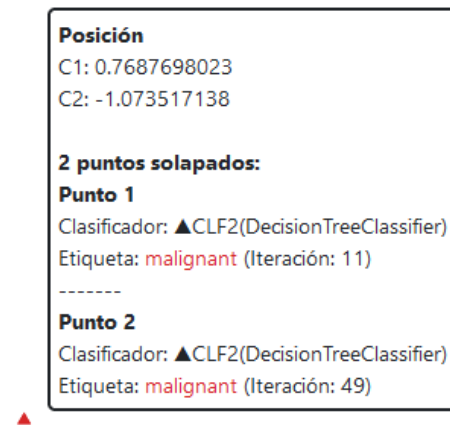 Posición
C1: 0.7687698023
C2: -1.073517138
2 puntos solapados:
Punto 1
Clasificador: ▲CLF2(DecisionTreeClassifier)
Etiqueta: malignant (Iteración: 11)
-------
Punto 2
Clasificador: ▲CLF2(DecisionTreeClassifier)
Etiqueta: malignant (Iteración: 49)